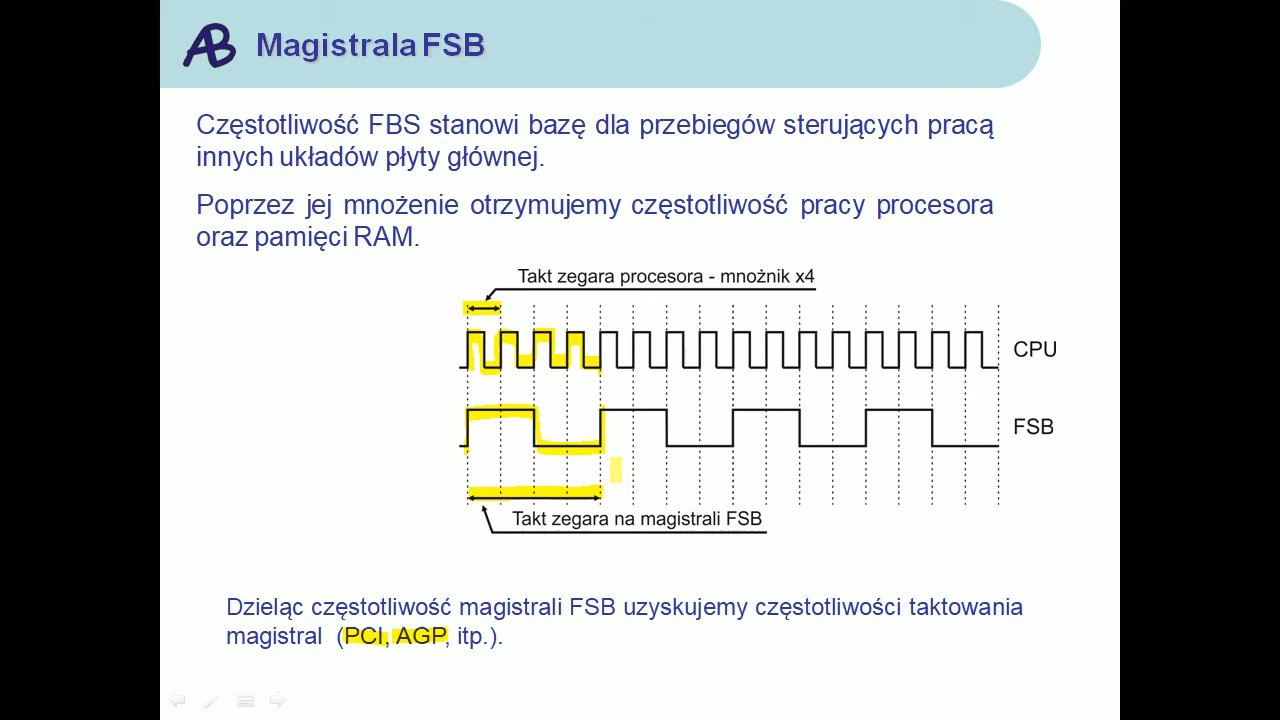 AB Magistrala FSB
Częstotliwość FBS stanowi bazę dla przebiegów sterujących pracą
innych układów płyty głównej.
Poprzez jej mnożenie otrzymujemy częstotliwość pracy procesora
oraz pamięci RAM.
Takt zegara procesora - mnożnik x4
CPU
FSB
Takt zegara na magistrali FSB
Dzieląc częstotliwość magistrali FSB uzyskujemy częstotliwości taktowania
magistral (PCI, AGP, itp.).